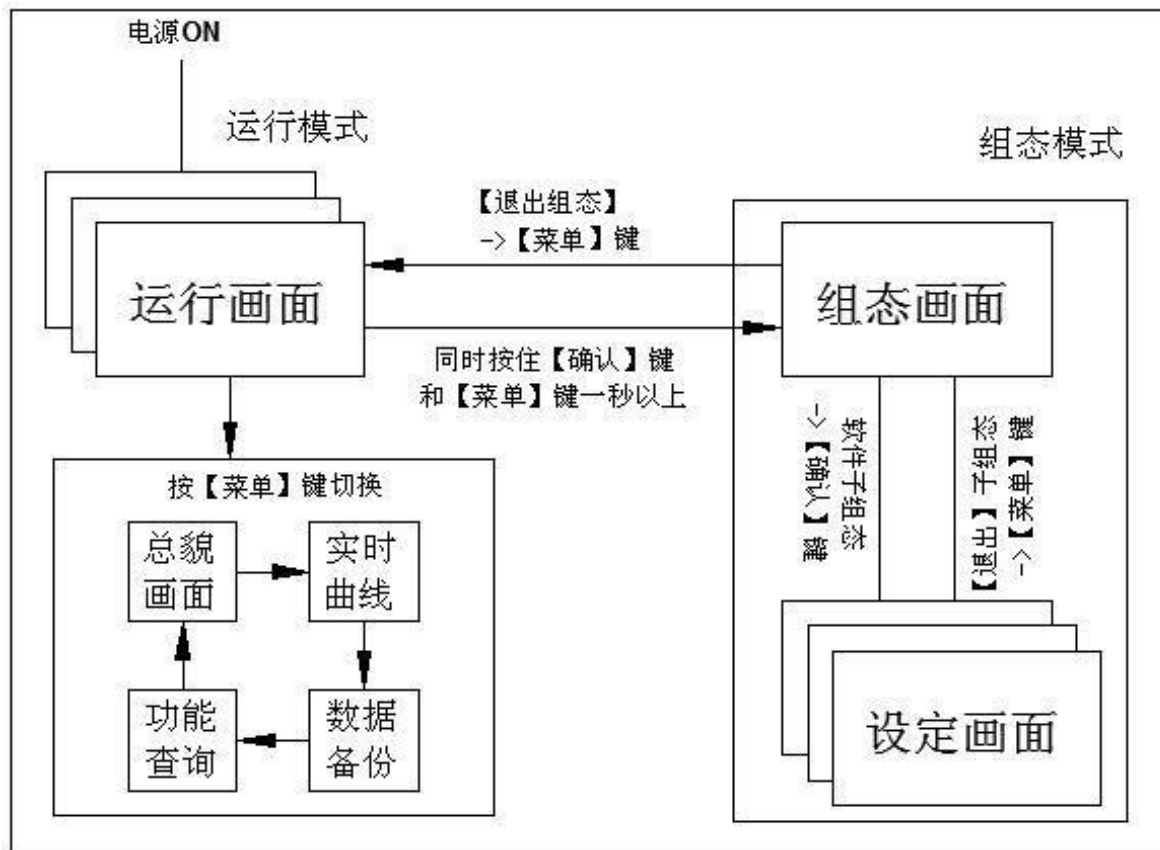 电源ON
运行模式
组态模式
【退出组态】
->【菜单】键
运行画面
组态画面
同时按住【确认】键
和【菜单】键一秒以上
软件子组态
->【确认】键
【退出】子组态
->【菜单】键
按【菜单】键切换
总貌
画面
实时
曲线
功能
查询
数据
备份
设定画面